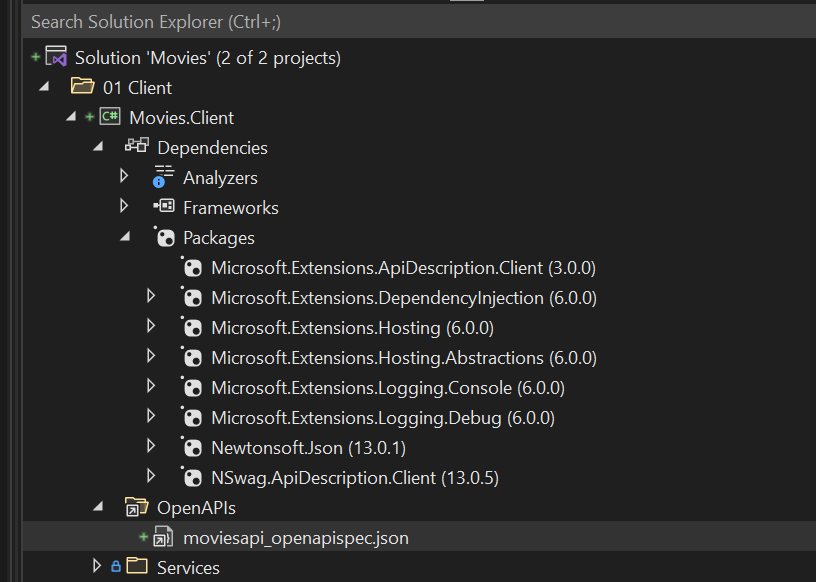 Search Solution Explorer (Ctrl+;)
Solution 'Movies' (2 of 2 projects)
01 Client
C# Movies.Client
Dependencies
Analyzers
Frameworks
Packages
Microsoft.Extensions.ApiDescription.Client (3.0.0)
Microsoft.Extensions.DependencyInjection (6.0.0)
Microsoft.Extensions.Hosting (6.0.0)
Microsoft.Extensions.Hosting.Abstractions (6.0.0)
Microsoft.Extensions.Logging.Console (6.0.0)
Microsoft.Extensions.Logging.Debug (6.0.0)
Newtonsoft.Json (13.0.1)
NSwag.ApiDescription.Client (13.0.5)
OpenAPIs
moviesapi_openapispec.json
Services